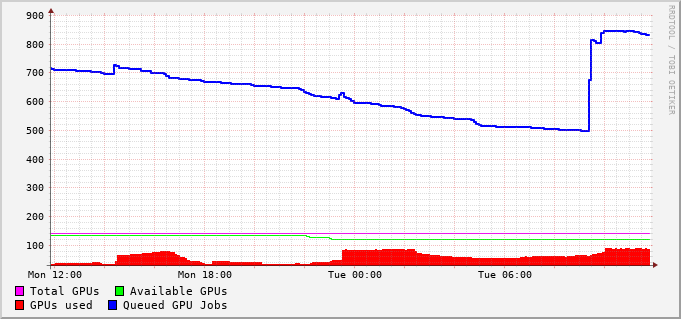 900
800
700
600
500
400
300
200
100
Mon 12:00 Mon 18:00 Tue 00:00 Tue 06:00
Total GPUs Available GPUs
GPUs used Queued GPU Jobs
RRDTOOL / TOBI OETIKER